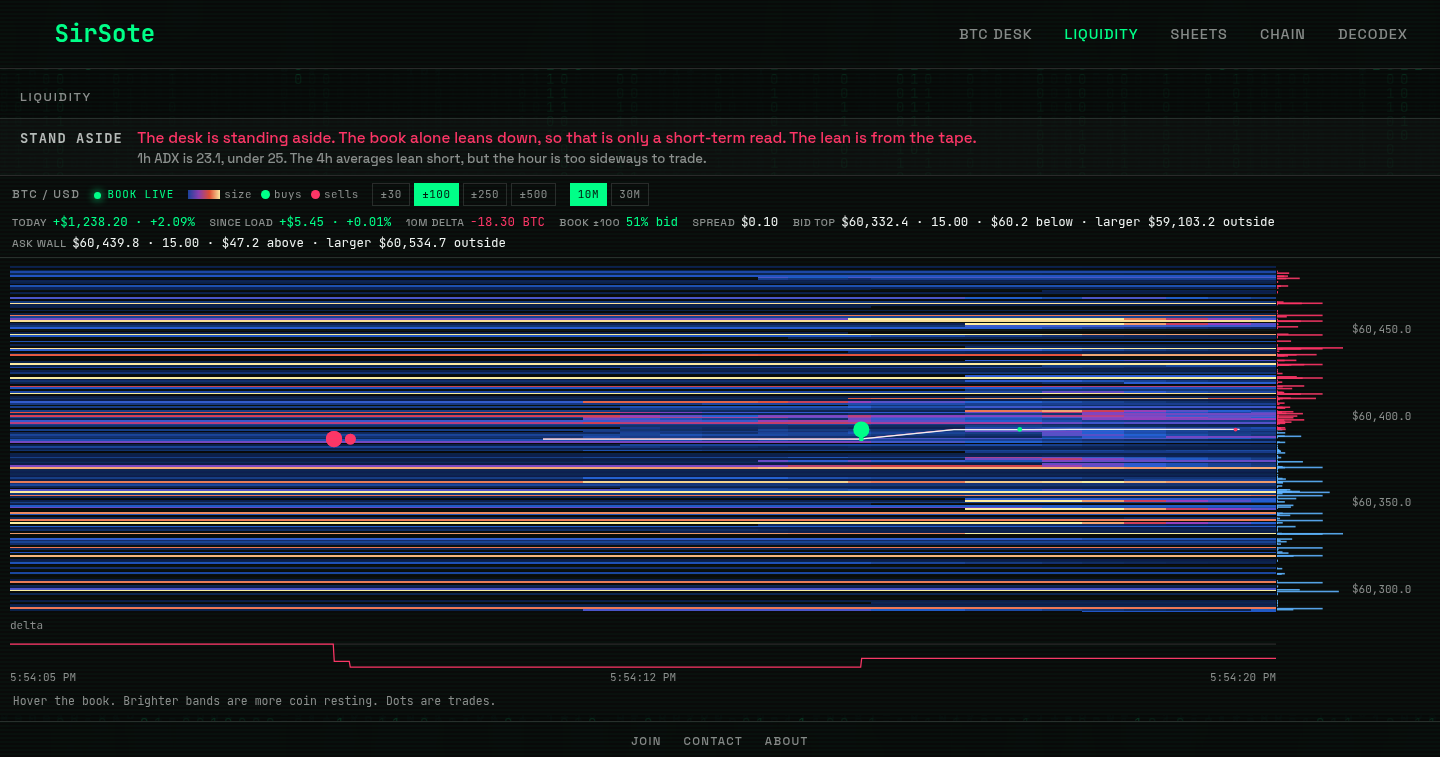 SirSote
BTC DESK LIQUIDITY SHEETS CHAIN DECODEX
LIQUIDITY
STAND ASIDE The desk is standing aside. The book alone leans down, so that is only a short-term read. The lean is from the tape.
1h ADX is 23.1, under 25. The 4h averages lean short, but the hour is too sideways to trade.
BTC / USD BOOK LIVE size buys sells ±30 ±100 ±250 ±500 10M 30M
TODAY +$1,238.20 · +2.09% SINCE LOAD +$5.45 · +0.01% 10M DELTA -18.30 BTC BOOK ±100 51% bid SPREAD $0.10 BID TOP $60,332.4 · 15.00 · $60.2 below · larger $59,103.2 outside
ASK WALL $60,439.8 · 15.00 · $47.2 above · larger $60,534.7 outside
$60,450.0
$60,400.0
$60,350.0
$60,300.0
delta
5:54:05 PM 5:54:12 PM 5:54:20 PM
Hover the book. Brighter bands are more coin resting. Dots are trades.
JOIN CONTACT ABOUT